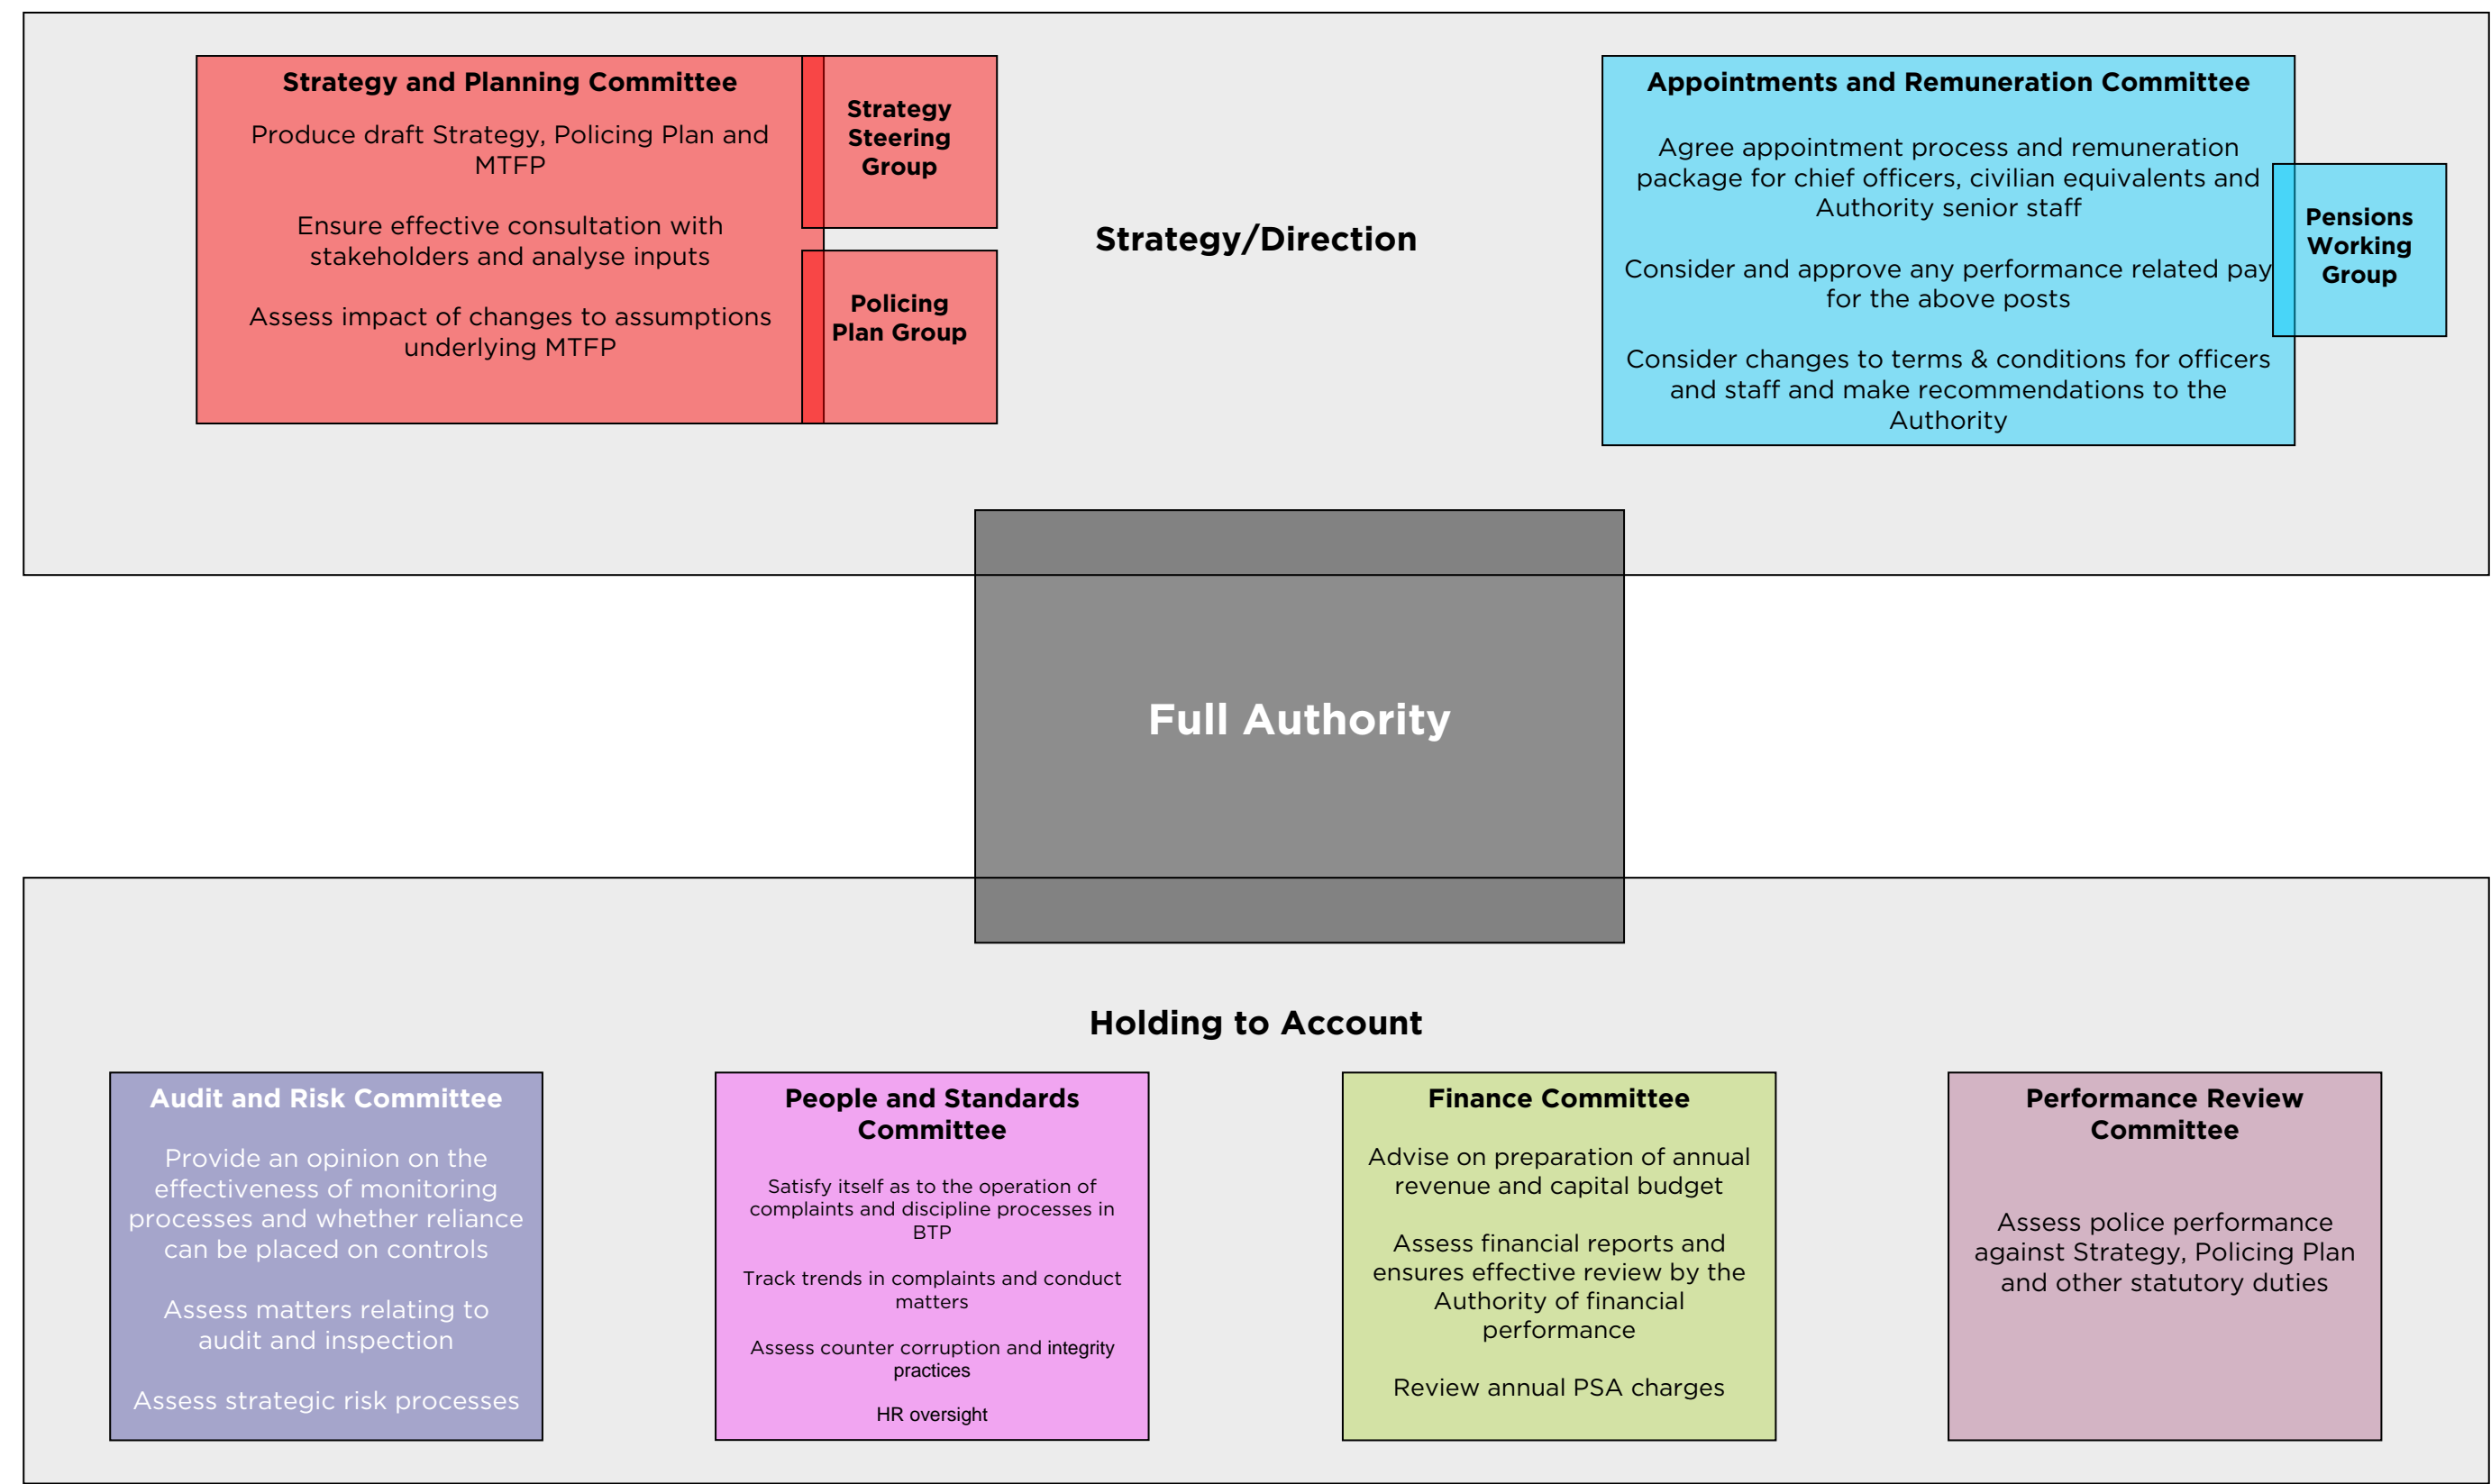 Strategy and Planning Committee
Produce draft Strategy, Policing Plan and
MTFP
Ensure effective consultation with
stakeholders and analyse inputs
Assess impact of changes to assumptions
underlying MTFP
Strategy
Steering
Group
Policing
Plan Group
Strategy/Direction
Appointments and Remuneration Committee
Agree appointment process and remuneration
package for chief officers, civilian equivalents and
Authority senior staff
Consider and approve any performance related pay
for the above posts
Consider changes to terms & conditions for officers
and staff and make recommendations to the
Authority
Pensions
Working
Group
Full Authority
Holding to Account
Audit and Risk Committee
Provide an opinion on the
effectiveness of monitoring
processes and whether reliance
can be placed on controls
Assess matters relating to
audit and inspection
Assess strategic risk processes
People and Standards
Committee
Satisfy itself as to the operation of
complaints and discipline processes in
BTP
Track trends in complaints and conduct
matters
Assess counter corruption and integrity
practices
HR oversight
Finance Committee
Advise on preparation of annual
revenue and capital budget
Assess financial reports and
ensures effective review by the
Authority of financial
performance
Review annual PSA charges
Performance Review
Committee
Assess police performance
against Strategy, Policing Plan
and other statutory duties